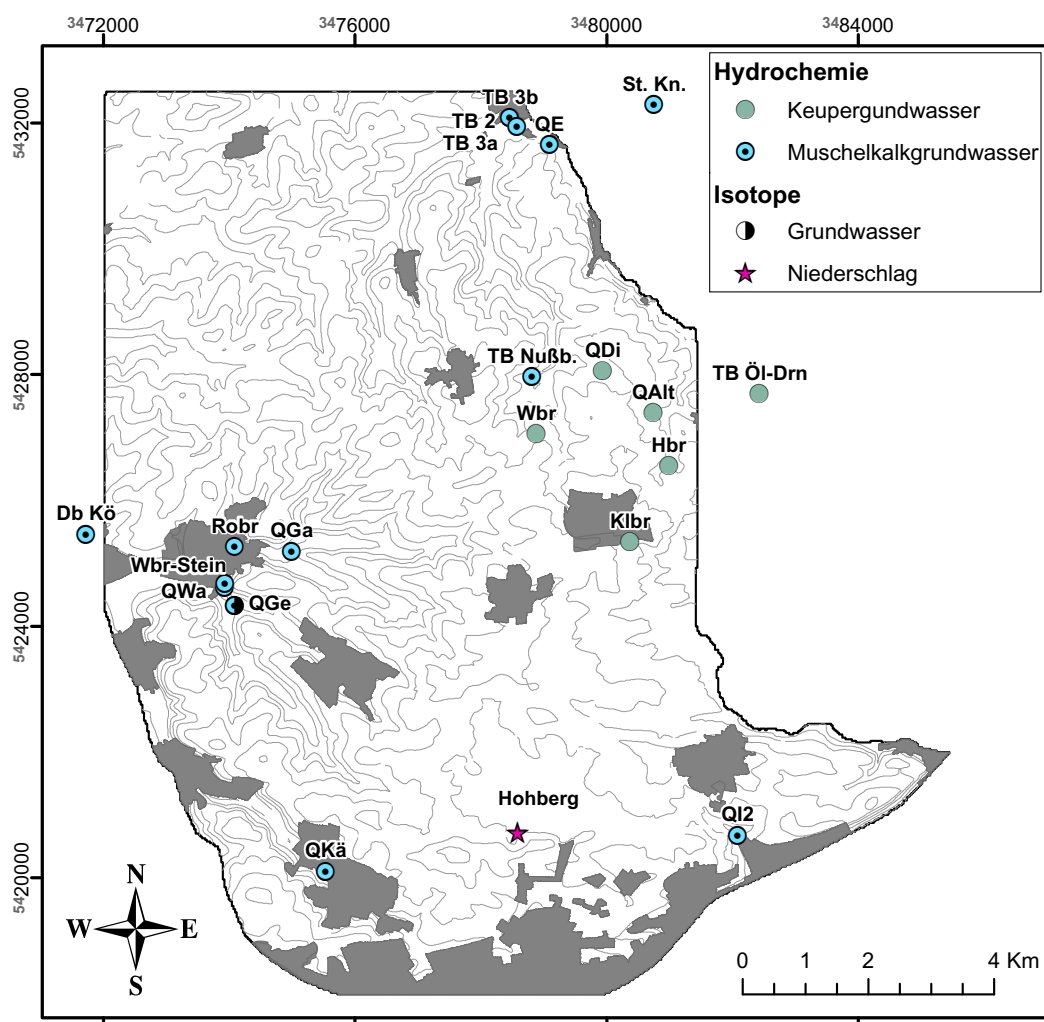 3472000 3476000 3480000 3484000
5432000
5428000
5424000
5420000
Hydrochemie
Keupergundwasser
Muschelkalkgrundwasser
Isotope
Grundwasser
Niederschlag
St. Kn.
TB 3b
TB 2
QE
TB 3a
TB Nußb.
QDi
TB Öl-Drn
QAlt
Wbr
Hbr
Klbr
Db Kö
Robr
QGa
Wbr-Stein
QWa
QGe
Hohberg
QI2
QKä
N
W E
S
0 1 2 4 Km